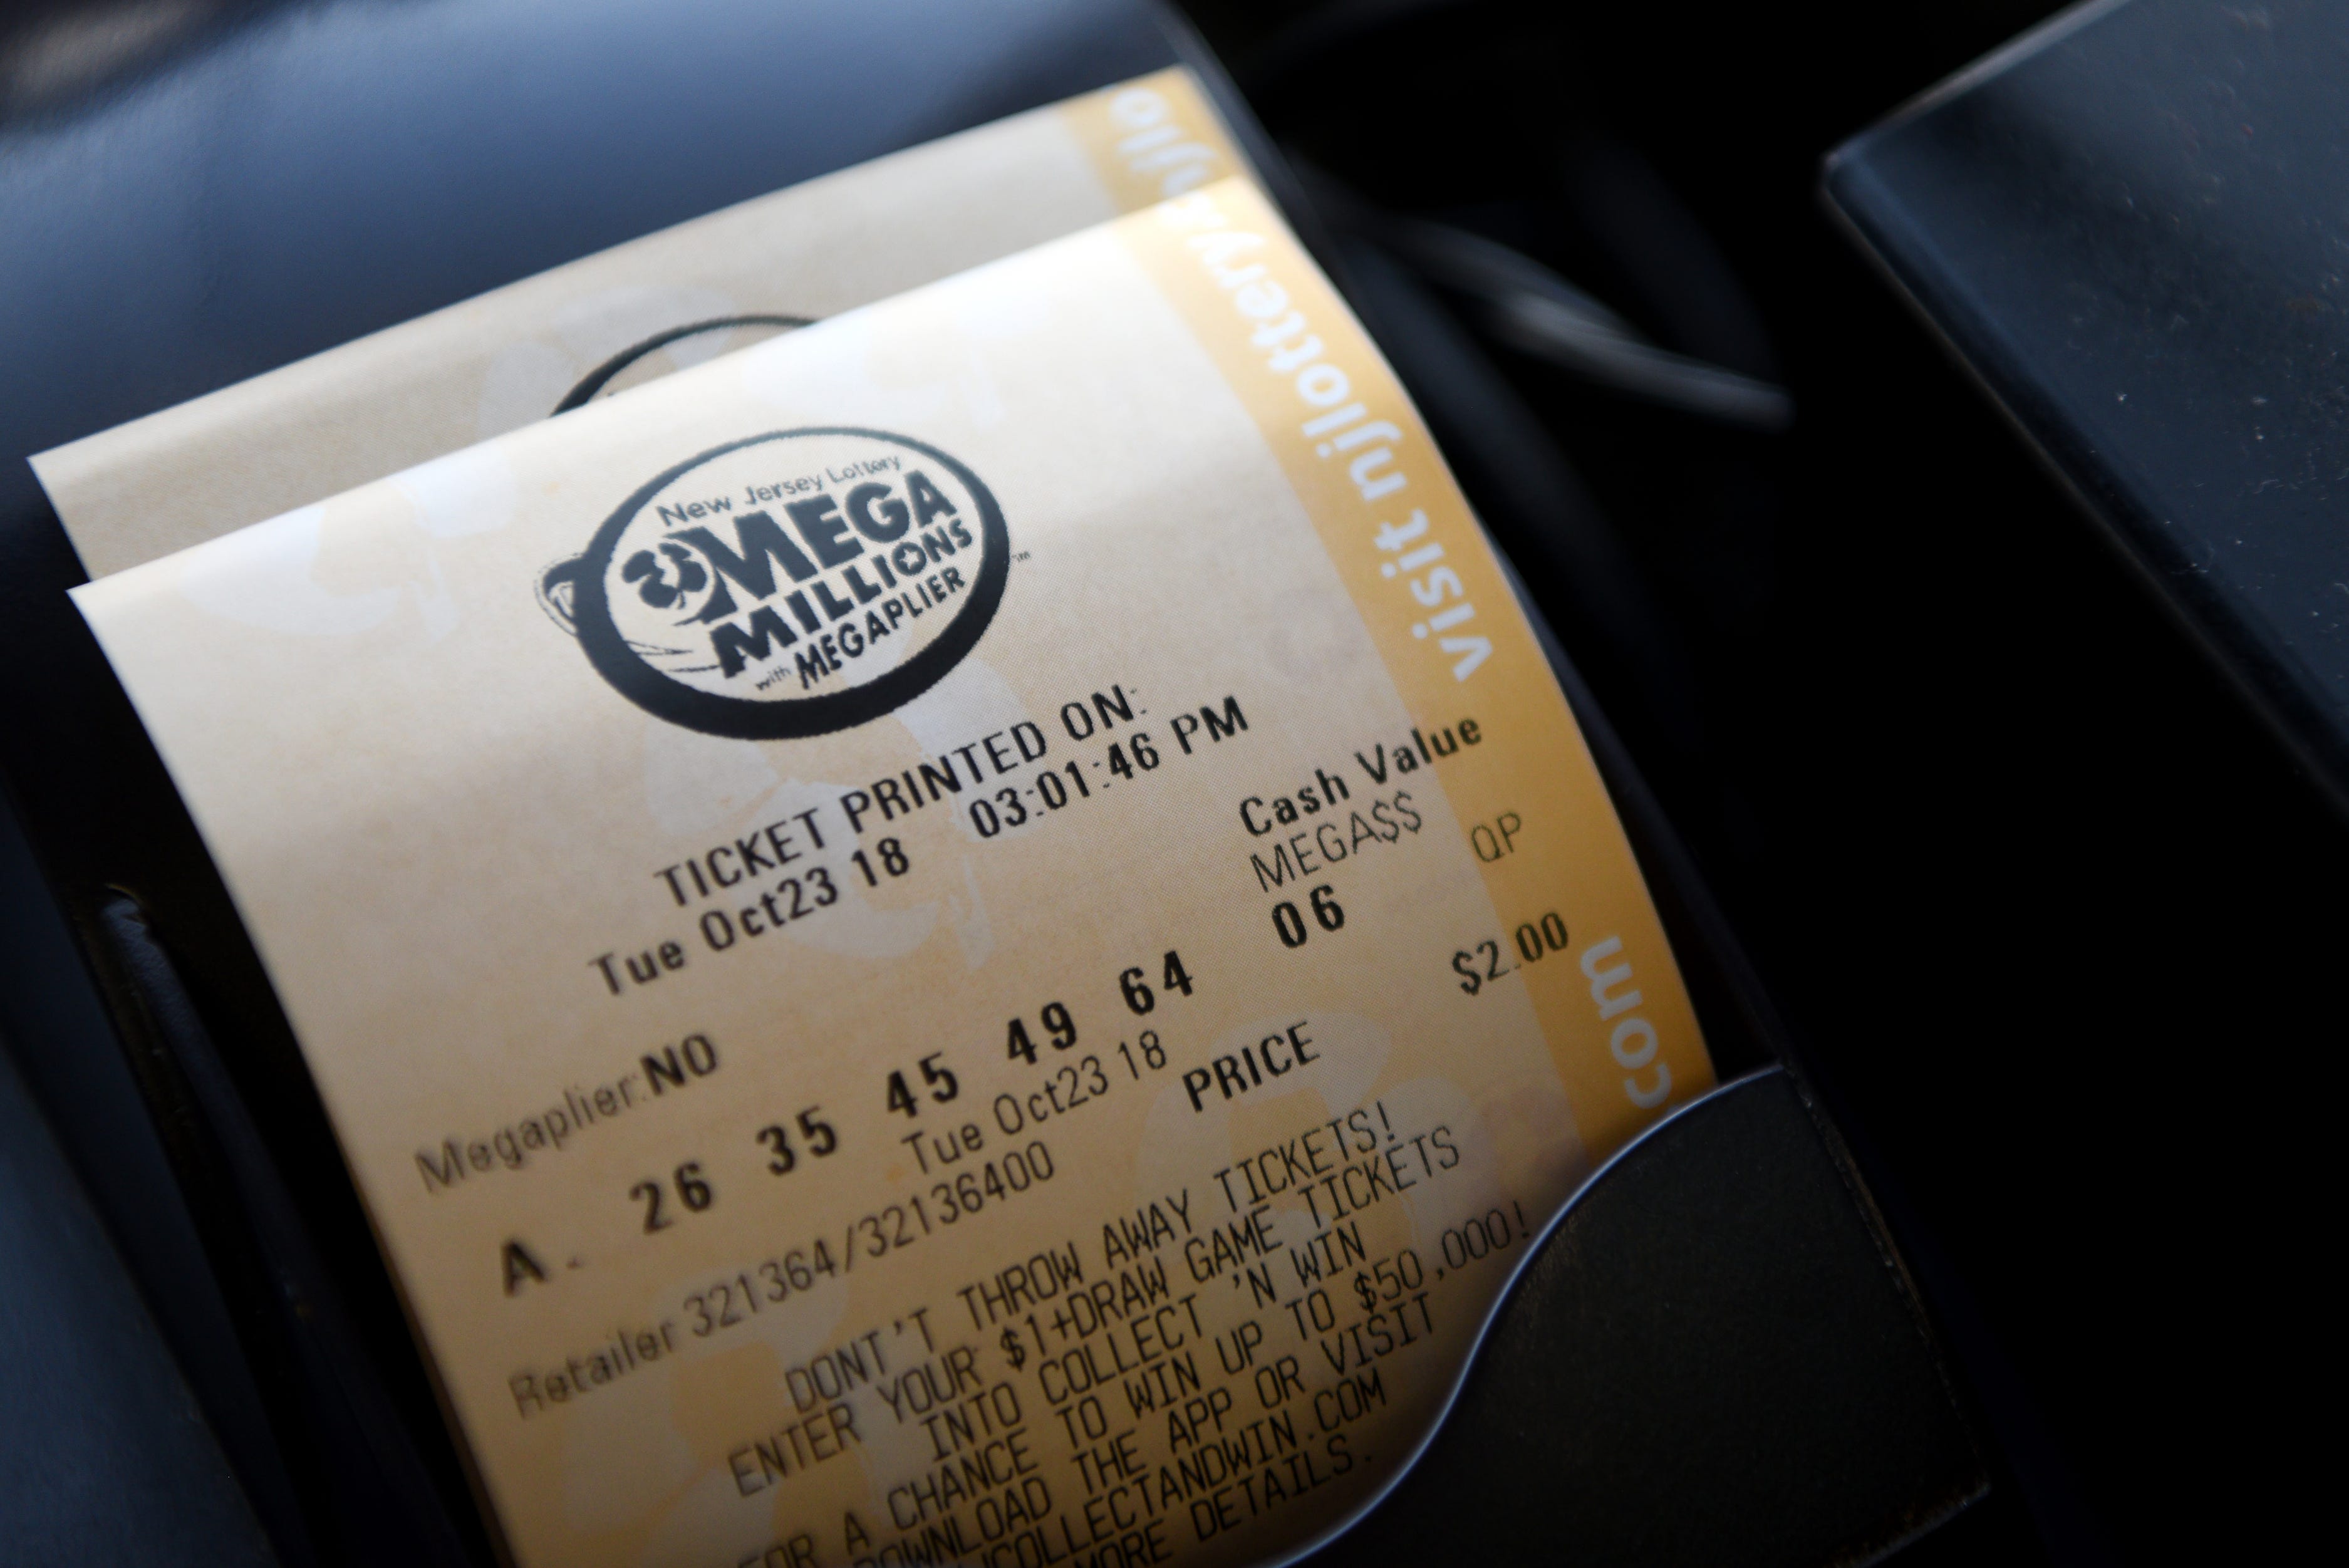 jlo
visit njlottery. com
New Jersey Lottery
MEGA
MILLIONS
with MEGAPLIER
TM
TICKET PRINTED ON:
Tue Oct23 18 03:01:46 PM
Cash Value
Megaplier:NO MEGA$$ QP
A. 26 35 45 49 64 06
Tue Oct23 18
Retailer 321364/32136400 PRICE $2.00
DONT'T THROW AWAY TICKETS!
ENTER YOUR $1+DRAW GAME TICKETS
INTO COLLECT 'N WIN
FOR A CHANCE TO WIN UP TO $50,000!
DOWNLOAD THE APP OR VISIT
COLLECTANDWIN.COM
MORE DETAILS.